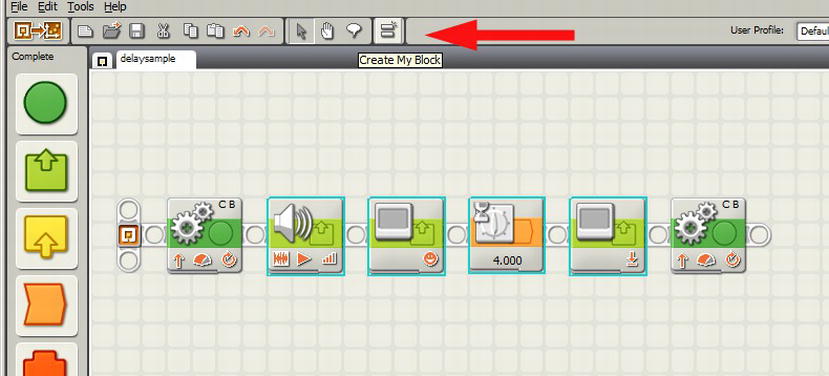 File Edit Tools Help
User Profile: Defaul
Complete
delaysample
Create My Block
C B
4.000
C B